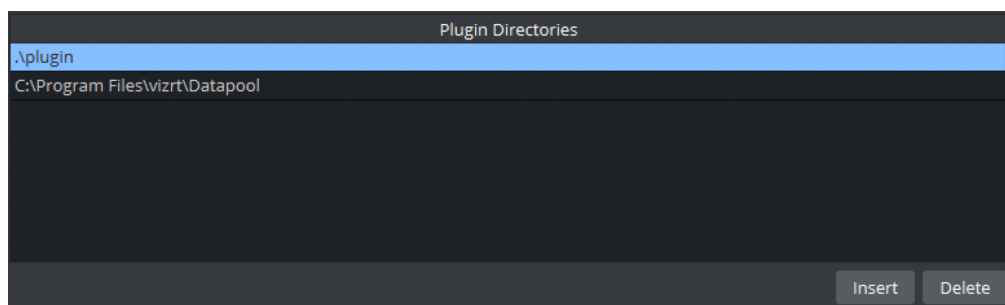 Plugin Directories
.\plugin
C:\Program Files\vizrt\Datapool
Insert Delete